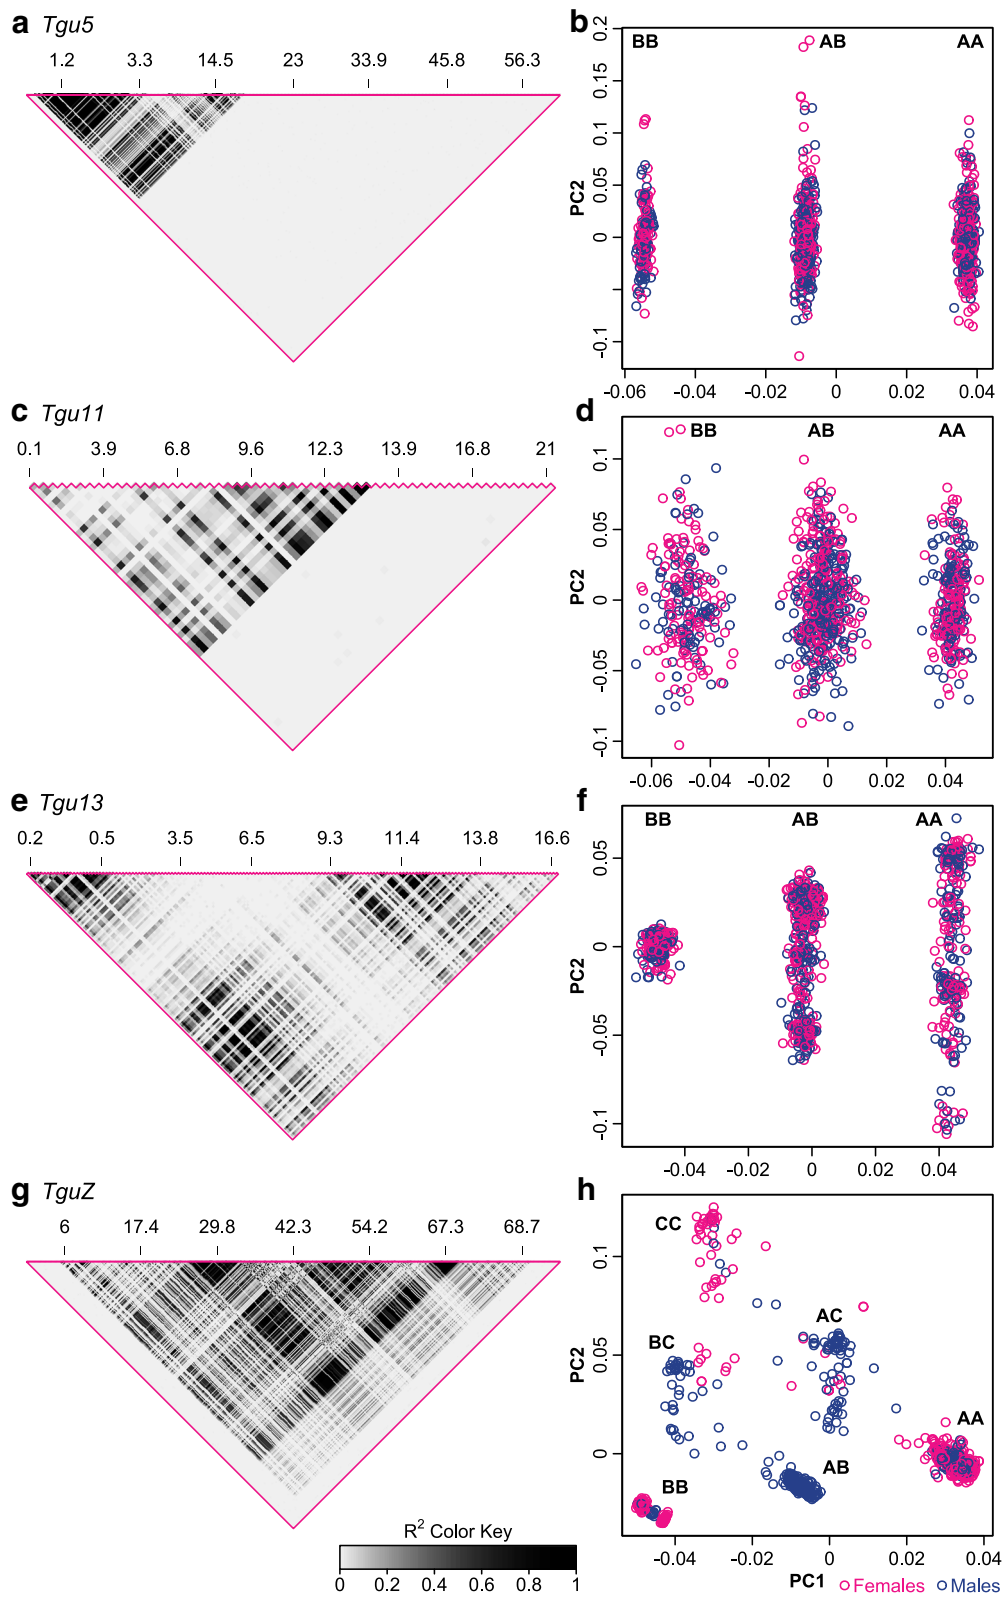 a Tgu5
1.2 3.3 14.5 23 33.9 45.8 56.3
b
BB AB AA
0.2
0.15
0.1
0.05
0
-0.1
PC2
-0.06 -0.04 -0.02 0 0.02 0.04
c Tgu11
0.1 3.9 6.8 9.6 12.3 13.9 16.8 21
d
BB AB AA
0.1
0.05
0
-0.05
-0.1
PC2
-0.06 -0.04 -0.02 0 0.02 0.04
e Tgu13
0.2 0.5 3.5 6.5 9.3 11.4 13.8 16.6
f
BB AB AA
0.05
0
-0.05
-0.1
PC2
-0.04 -0.02 0 0.02 0.04
g TguZ
6 17.4 29.8 42.3 54.2 67.3 68.7
R² Color Key
0 0.2 0.4 0.6 0.8 1
h
CC
AC
BC
AA
AB
BB
0.1
0.05
0
PC2
-0.04 -0.02 0 0.02 0.04
PC1 Females Males